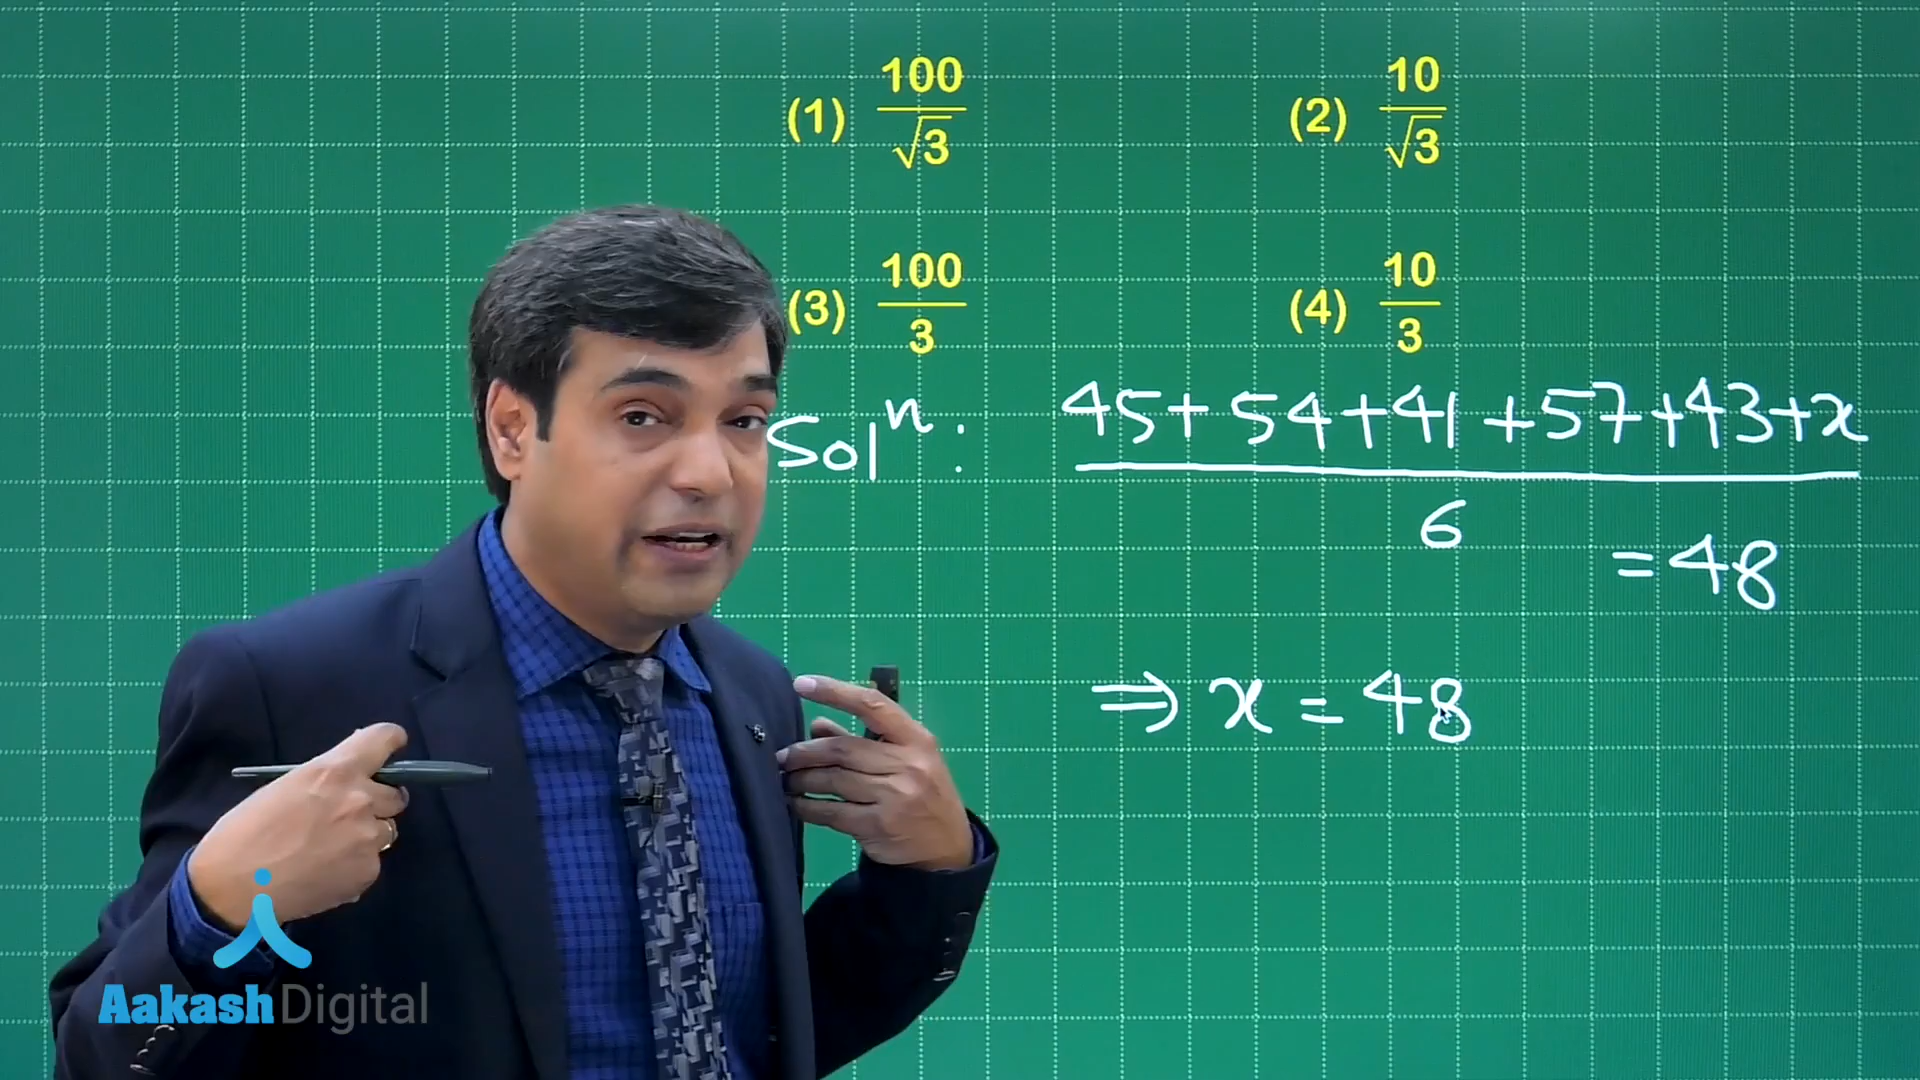 (1) 100/√3 (2) 10/√3
(3) 100/3 (4) 10/3
Solⁿ: 45+54+41+57+43+x
6
=48
⇒ x = 48
Aakash Digital